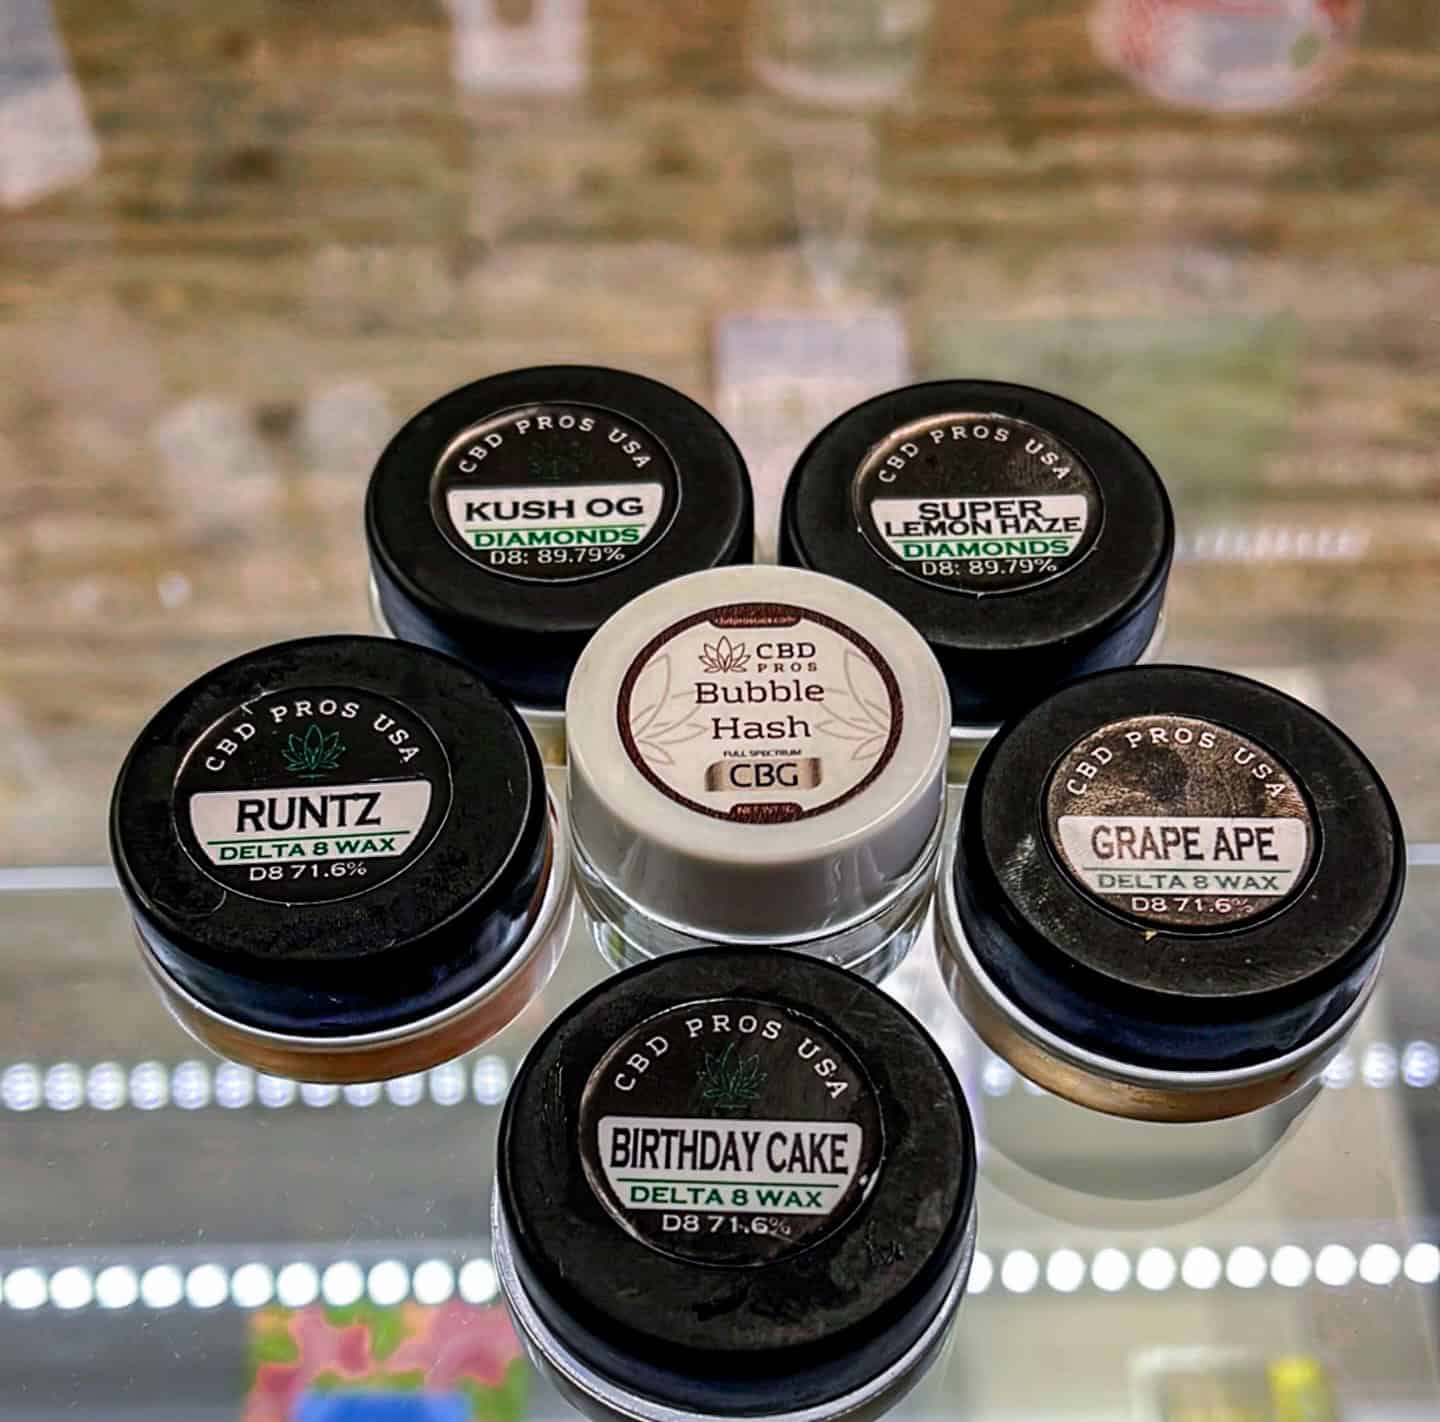 CBD PROS USA
KUSH OG
DIAMONDS
D8: 89.79%
CBD PROS USA
SUPER
LEMON HAZE
DIAMONDS
D8: 89.79%
CBD
PROS
Bubble
Hash
FULL SPECTRUM
CBG
CBD PROS USA
RUNTZ
DELTA 8 WAX
D8 71.6%
CBD PROS USA
GRAPE APE
DELTA 8 WAX
D8 71.6%
CBD PROS USA
BIRTHDAY CAKE
DELTA 8 WAX
D8 71.6%